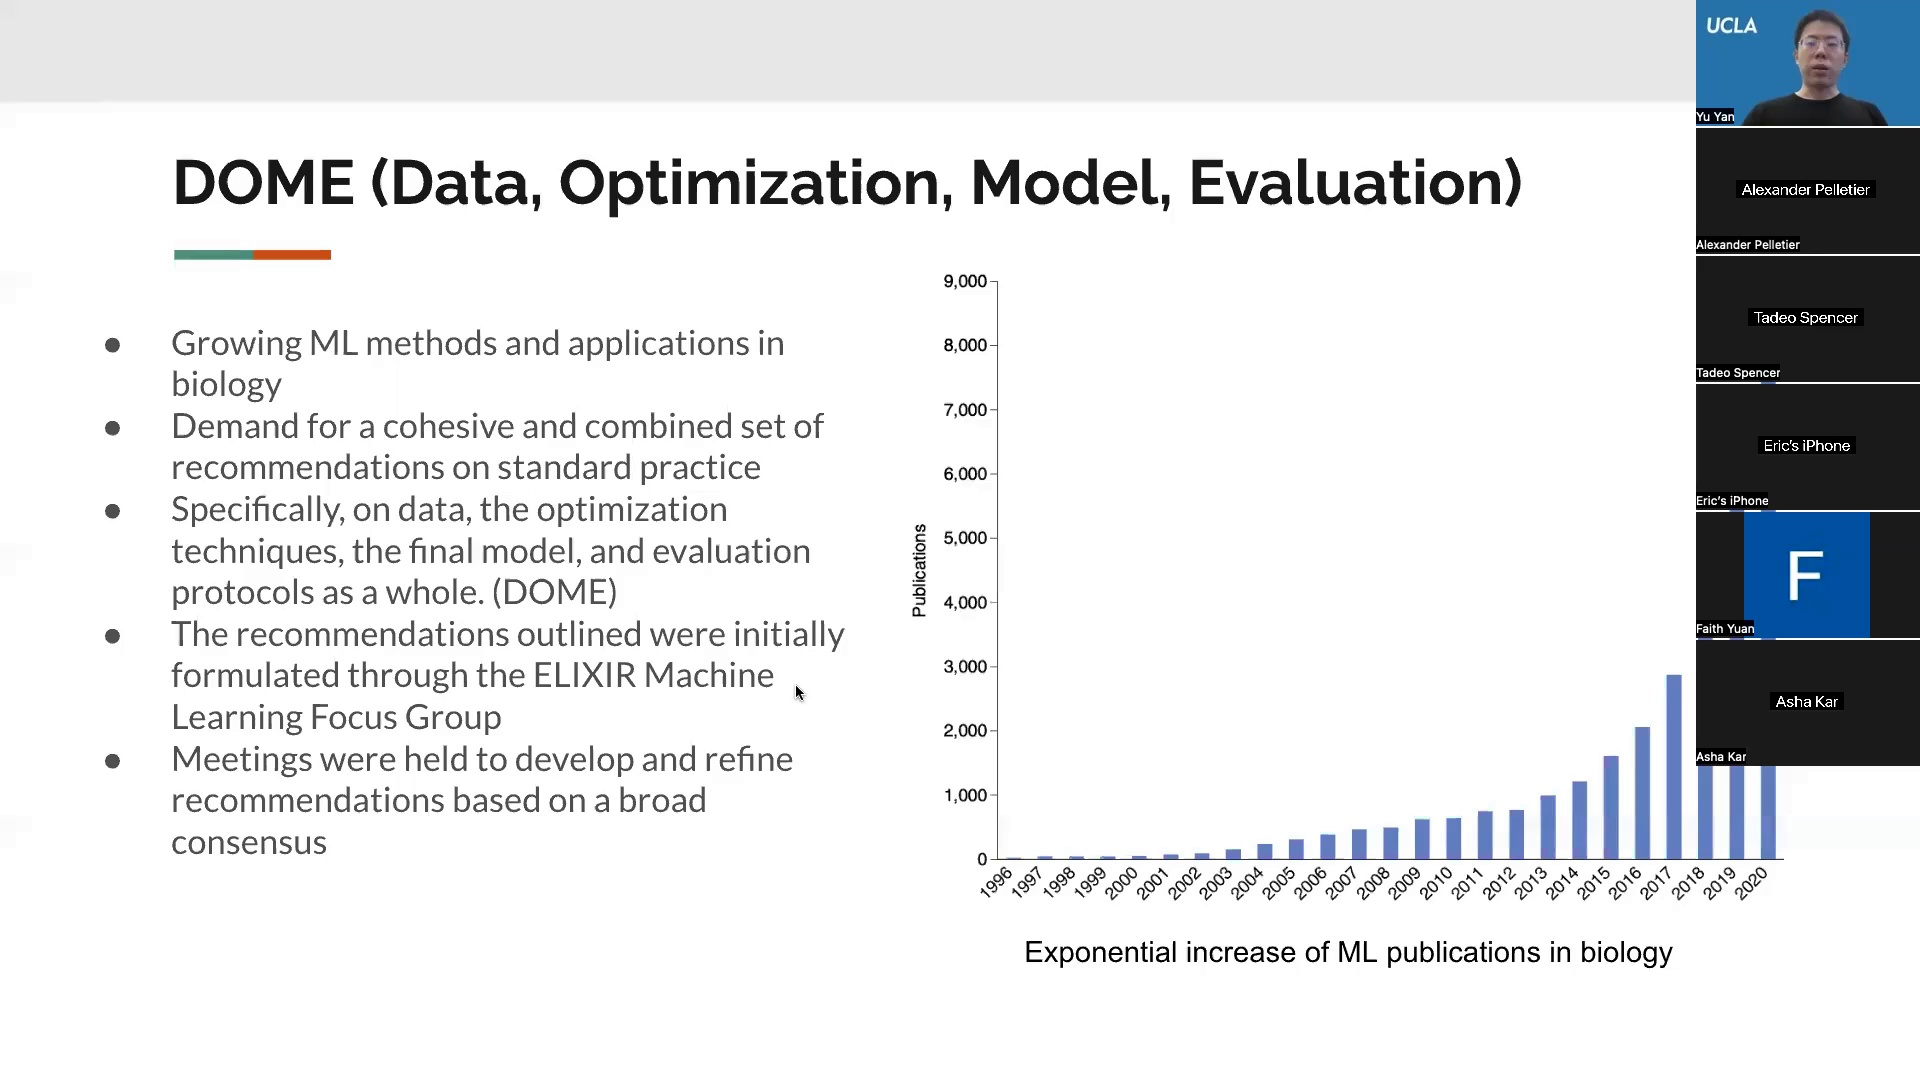 DOME (Data, Optimization, Model, Evaluation)
● Growing ML methods and applications in
biology
● Demand for a cohesive and combined set of
recommendations on standard practice
● Specifically, on data, the optimization
techniques, the final model, and evaluation
protocols as a whole. (DOME)
● The recommendations outlined were initially
formulated through the ELIXIR Machine
Learning Focus Group
● Meetings were held to develop and refine
recommendations based on a broad
consensus
Publications
9,000
8,000
7,000
6,000
5,000
4,000
3,000
2,000
1,000
0
1996 1997 1998 1999 2000 2001 2002 2003 2004 2005 2006 2007 2008 2009 2010 2011 2012 2013 2014 2015 2016 2017 2018 2019 2020
Exponential increase of ML publications in biology
UCLA
Yu Yan
Alexander Pelletier
Alexander Pelletier
Tadeo Spencer
Tadeo Spencer
Eric's iPhone
Eric's iPhone
F
Faith Yuan
Asha Kar
Asha Kar